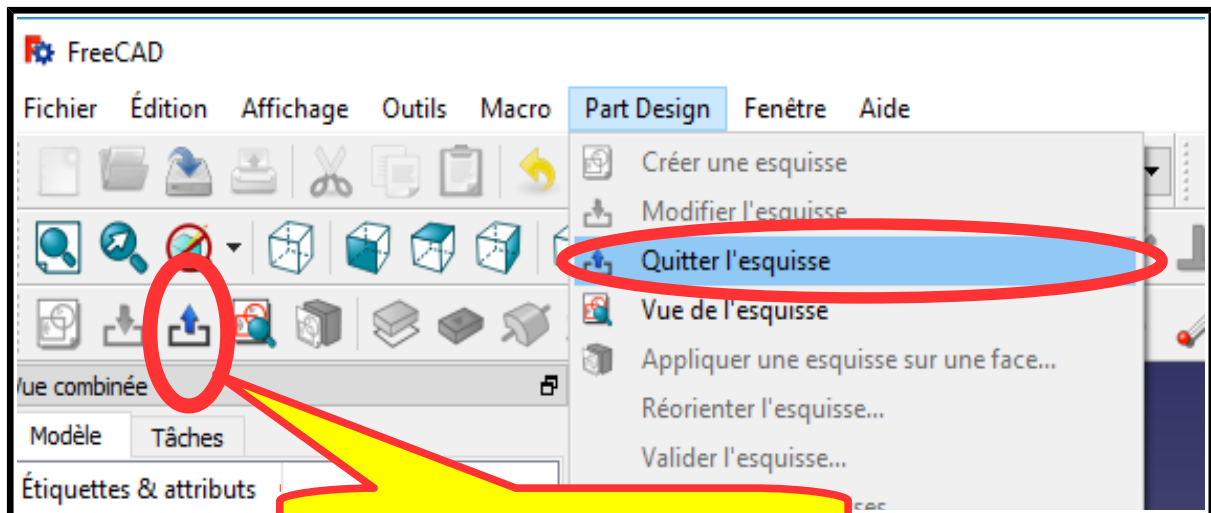 FreeCAD
Fichier Édition Affichage Outils Macro Part Design Fenêtre Aide
Créer une esquisse
Modifier l'esquisse
Quitter l'esquisse
Vue de l'esquisse
Appliquer une esquisse sur une face...
Réorienter l'esquisse...
Valider l'esquisse...
Vue combinée
Modèle Tâches
Étiquettes & attributs